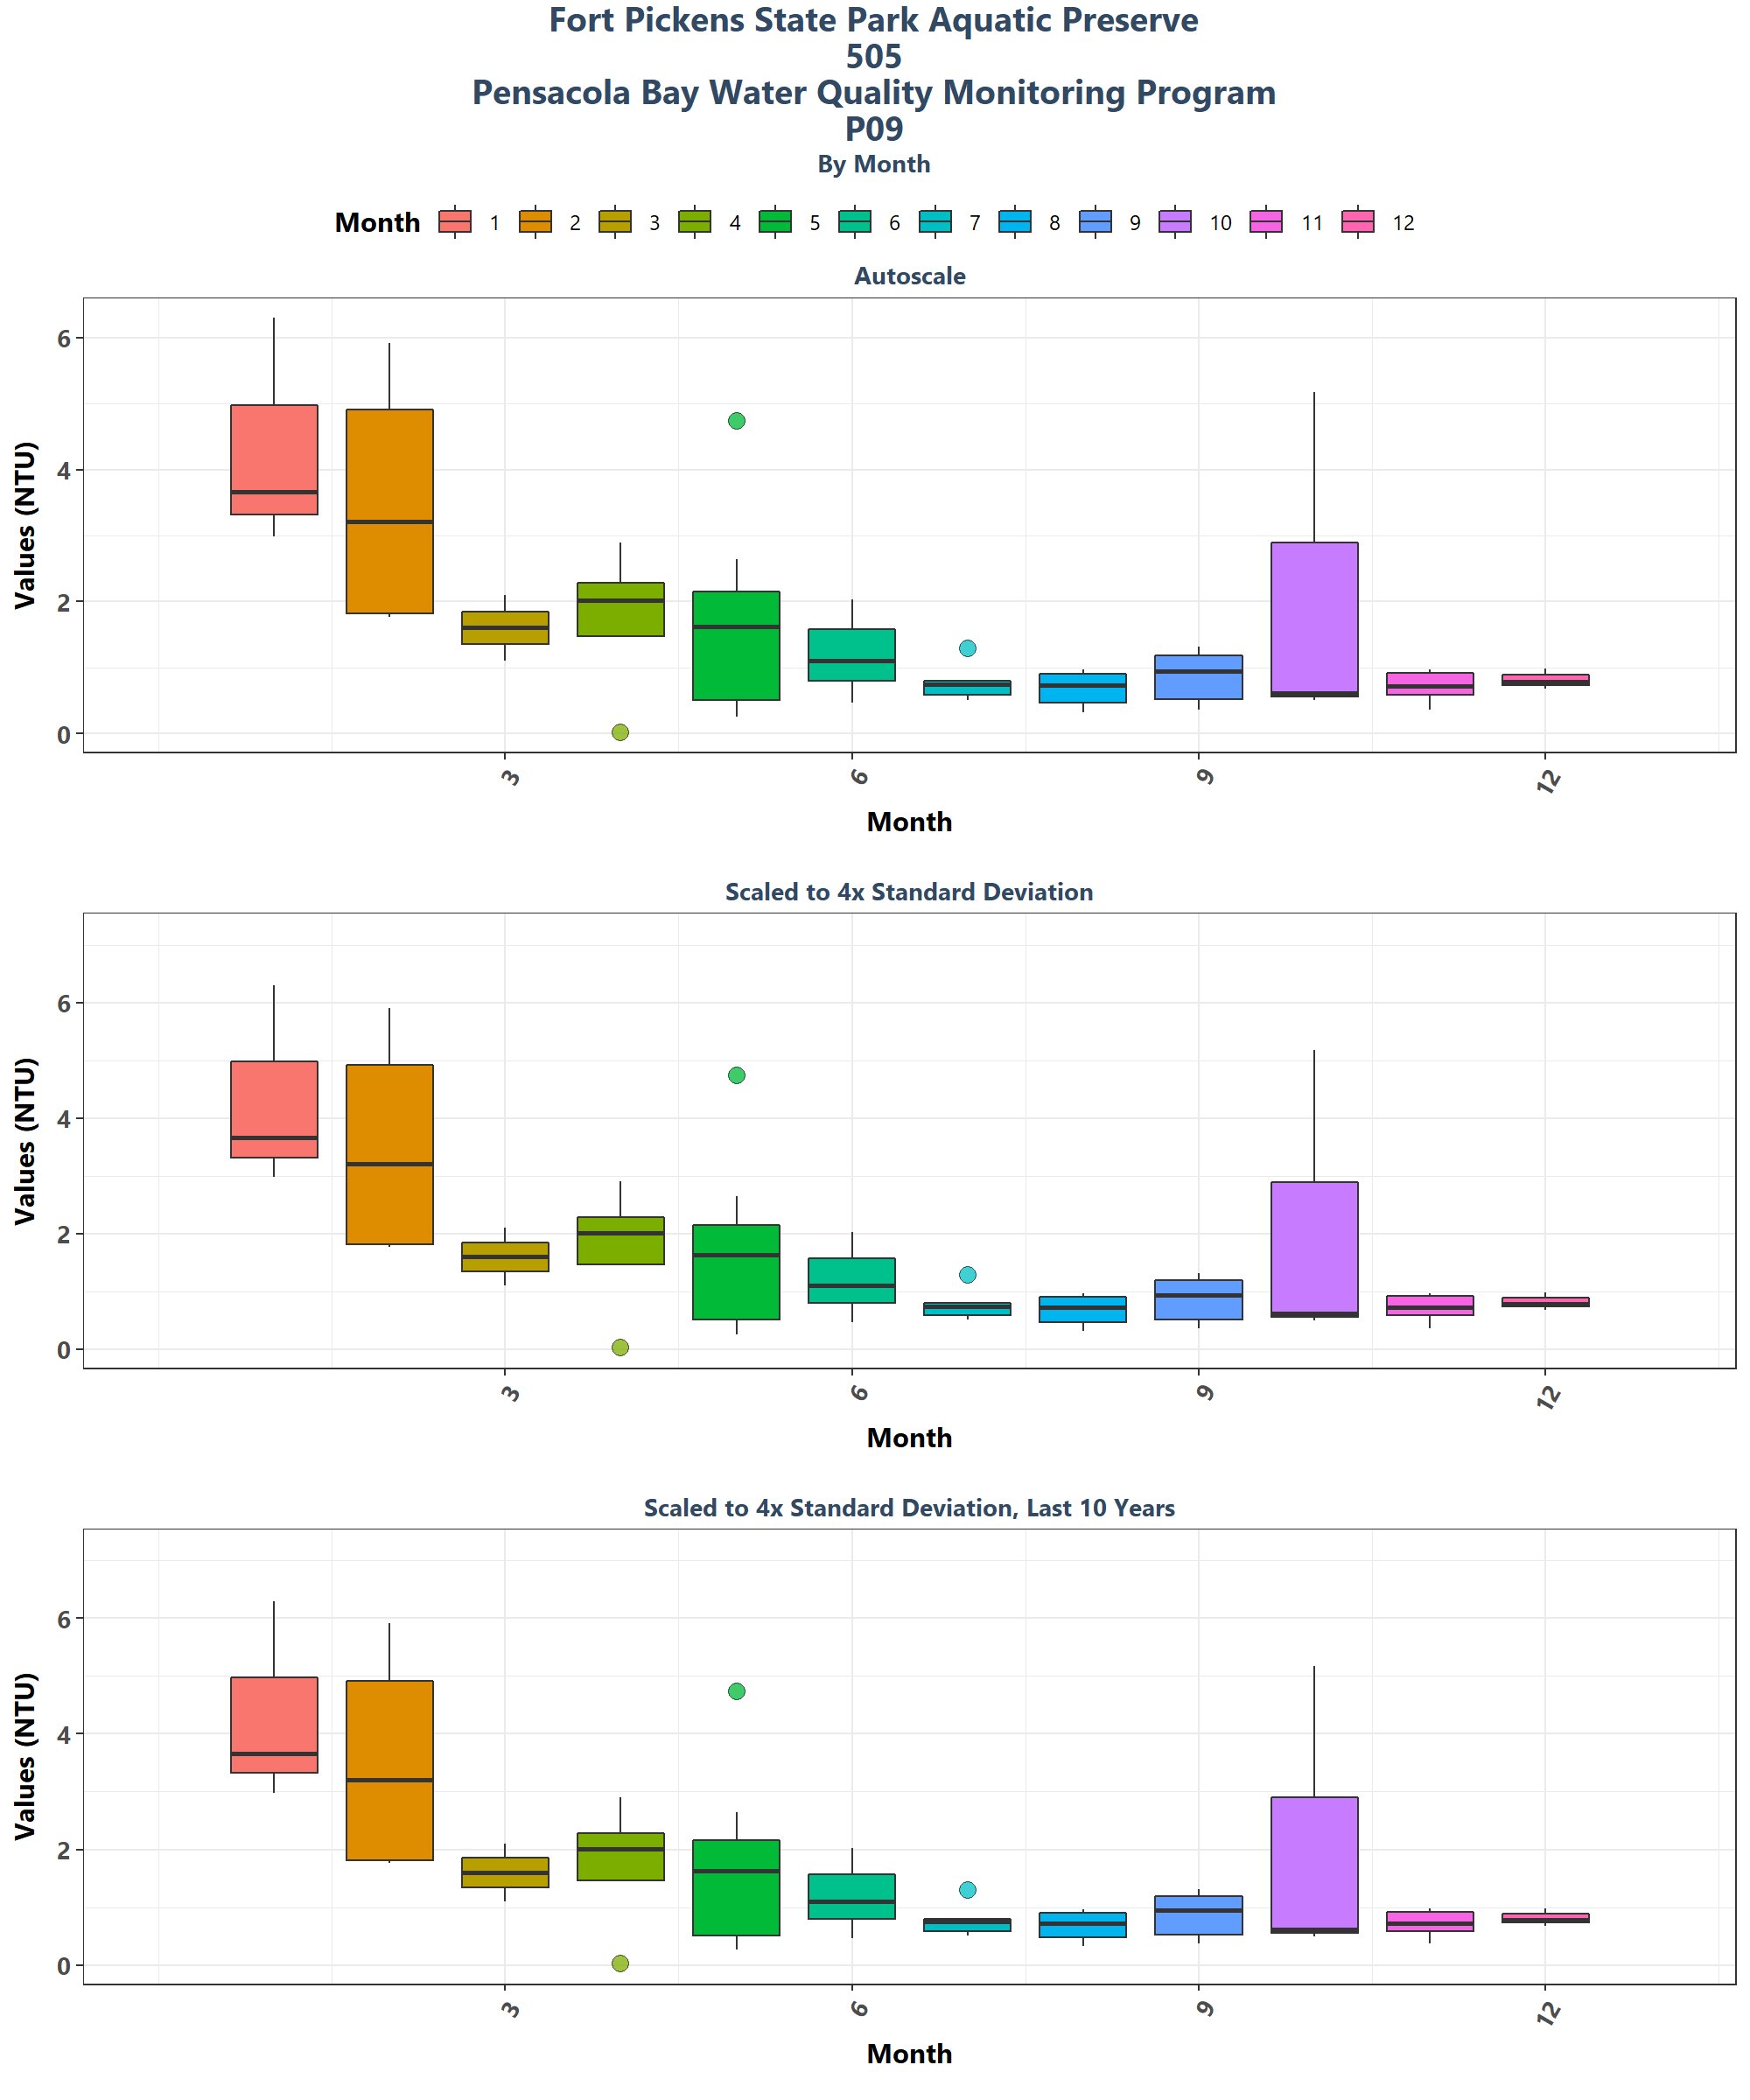 Fort Pickens State Park Aquatic Preserve
505
Pensacola Bay Water Quality Monitoring Program
P09
By Month
Month 1 2 3 4 5 6 7 8 9 10 11 12
Autoscale
Values (NTU)
6
4
2
0
3 6 9 12
Month
Scaled to 4x Standard Deviation
Values (NTU)
6
4
2
0
3 6 9 12
Month
Scaled to 4x Standard Deviation, Last 10 Years
Values (NTU)
6
4
2
0
3 6 9 12
Month